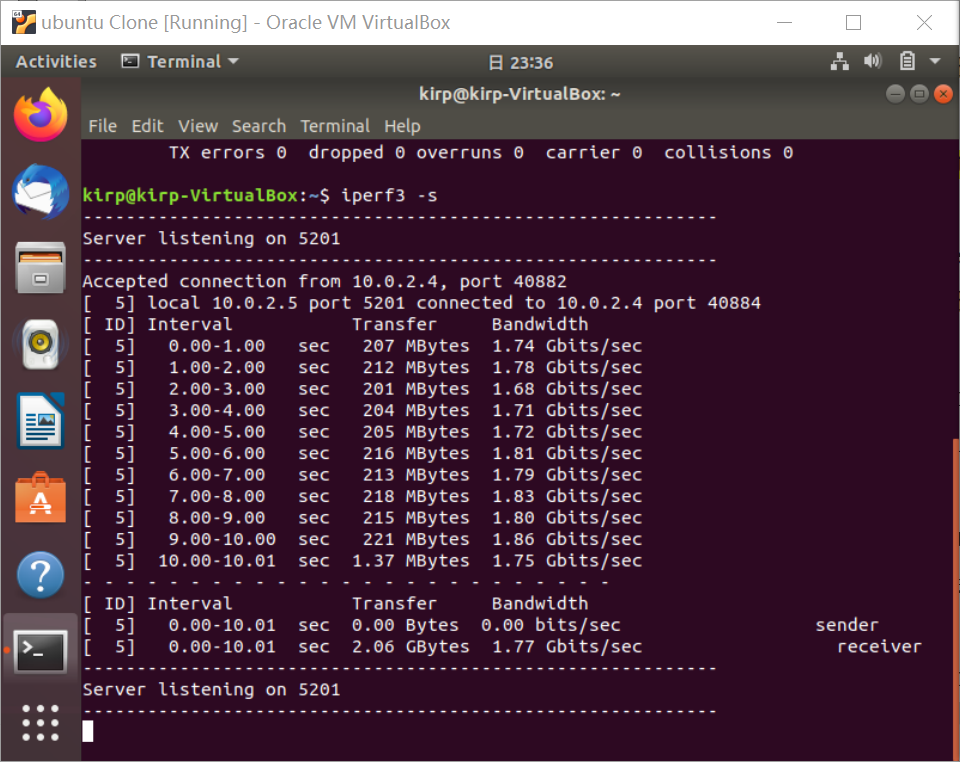 ubuntu Clone [Running] - Oracle VM VirtualBox
Activities Terminal 日 23:36
kirp@kirp-VirtualBox: ~
File Edit View Search Terminal Help
TX errors 0 dropped 0 overruns 0 carrier 0 collisions 0
kirp@kirp-VirtualBox:~$ iperf3 -s
-----------------------------------------------------------
Server listening on 5201
-----------------------------------------------------------
Accepted connection from 10.0.2.4, port 40882
[ 5] local 10.0.2.5 port 5201 connected to 10.0.2.4 port 40884
[ ID] Interval Transfer Bandwidth
[ 5] 0.00-1.00 sec 207 MBytes 1.74 Gbits/sec
[ 5] 1.00-2.00 sec 212 MBytes 1.78 Gbits/sec
[ 5] 2.00-3.00 sec 201 MBytes 1.68 Gbits/sec
[ 5] 3.00-4.00 sec 204 MBytes 1.71 Gbits/sec
[ 5] 4.00-5.00 sec 205 MBytes 1.72 Gbits/sec
[ 5] 5.00-6.00 sec 216 MBytes 1.81 Gbits/sec
[ 5] 6.00-7.00 sec 213 MBytes 1.79 Gbits/sec
[ 5] 7.00-8.00 sec 218 MBytes 1.83 Gbits/sec
[ 5] 8.00-9.00 sec 215 MBytes 1.80 Gbits/sec
[ 5] 9.00-10.00 sec 221 MBytes 1.86 Gbits/sec
[ 5] 10.00-10.01 sec 1.37 MBytes 1.75 Gbits/sec
- - - - - - - - - - - - - - - - - - - - - - - - -
[ ID] Interval Transfer Bandwidth
[ 5] 0.00-10.01 sec 0.00 Bytes 0.00 bits/sec sender
[ 5] 0.00-10.01 sec 2.06 GBytes 1.77 Gbits/sec receiver
-----------------------------------------------------------
Server listening on 5201
-----------------------------------------------------------